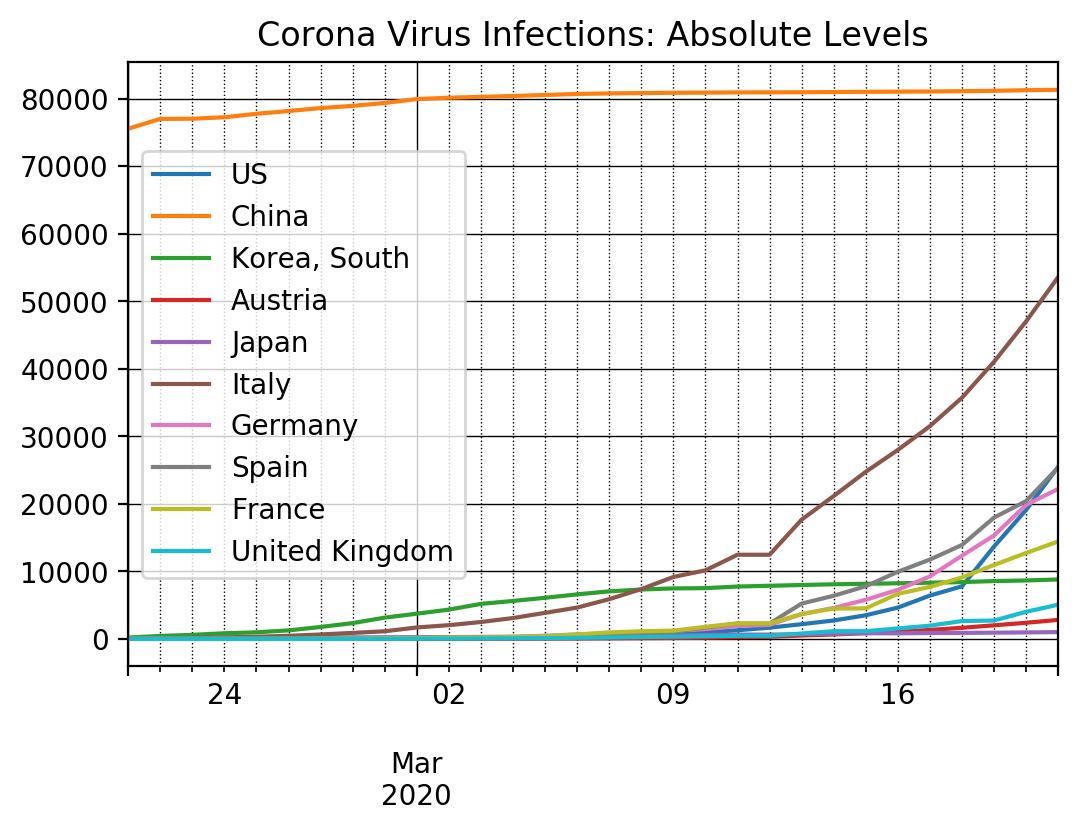 Corona Virus Infections: Absolute Levels
80000
70000
60000
50000
40000
30000
20000
10000
0
US
China
Korea, South
Austria
Japan
Italy
Germany
Spain
France
United Kingdom
24
02
09
16
Mar
2020